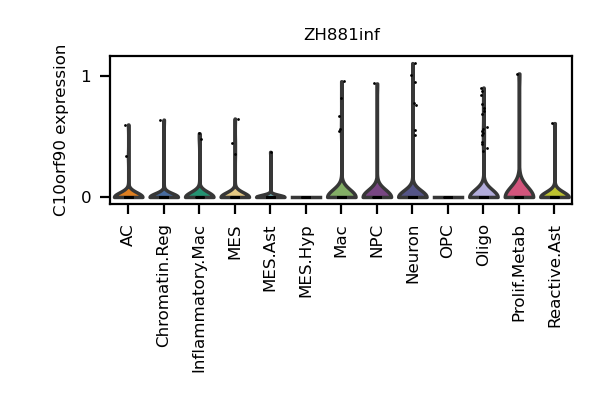 ZH881inf
C10orf90 expression
1
0
AC
Chromatin.Reg
Inflammatory.Mac
MES
MES.Ast
MES.Hyp
Mac
NPC
Neuron
OPC
Oligo
Prolif.Metab
Reactive.Ast